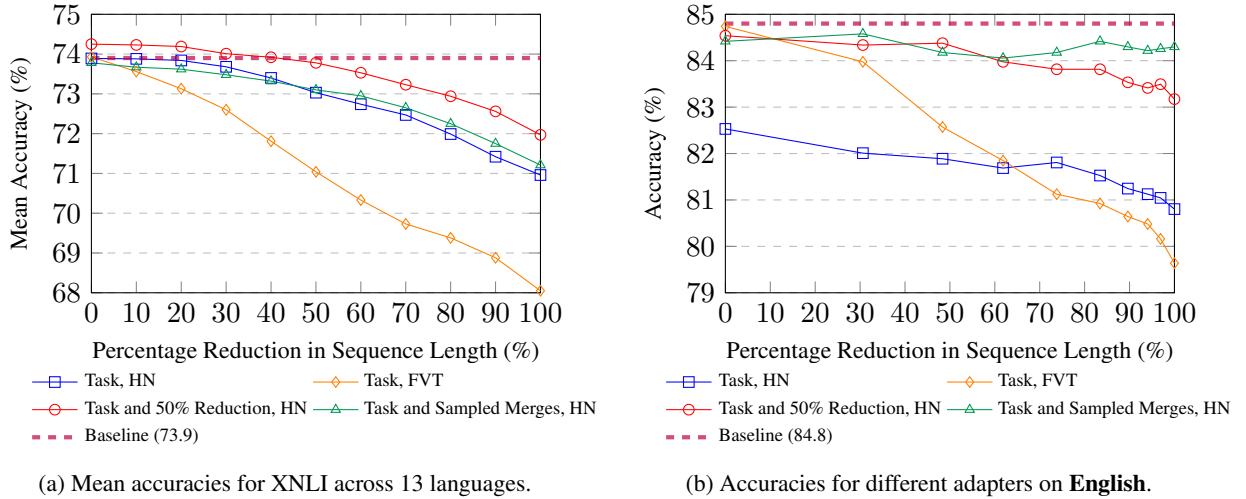 75
74
73
72
71
70
69
68
Mean Accuracy (%)
0 10 20 30 40 50 60 70 80 90 100
Percentage Reduction in Sequence Length (%)
Task, HN
Task, FVT
Task and 50% Reduction, HN
Task and Sampled Merges, HN
Baseline (73.9)
(a) Mean accuracies for XNLI across 13 languages.
85
84
83
82
81
80
79
Accuracy (%)
0 10 20 30 40 50 60 70 80 90 100
Percentage Reduction in Sequence Length (%)
Task, HN
Task, FVT
Task and 50% Reduction, HN
Task and Sampled Merges, HN
Baseline (84.8)
(b) Accuracies for different adapters on English.